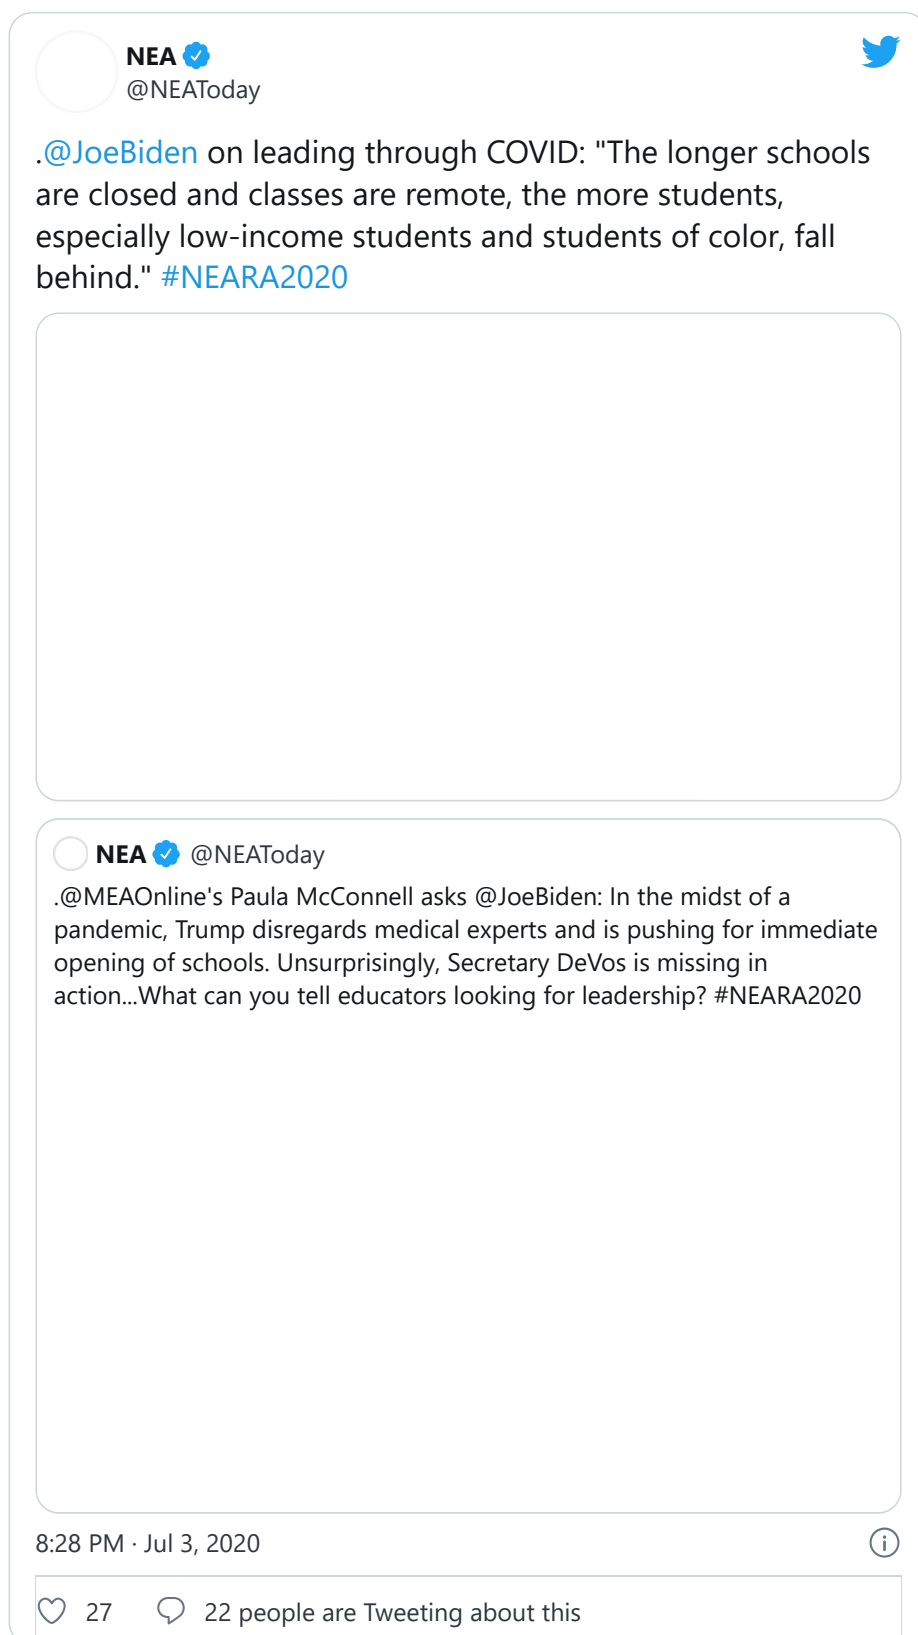 NEA
@NEAToday
.@JoeBiden on leading through COVID: "The longer schools
are closed and classes are remote, the more students,
especially low-income students and students of color, fall
behind." #NEARA2020
NEA @NEAToday
.@MEAOnline's Paula McConnell asks @JoeBiden: In the midst of a
pandemic, Trump disregards medical experts and is pushing for immediate
opening of schools. Unsurprisingly, Secretary DeVos is missing in
action...What can you tell educators looking for leadership? #NEARA2020
8:28 PM · Jul 3, 2020
27 22 people are Tweeting about this